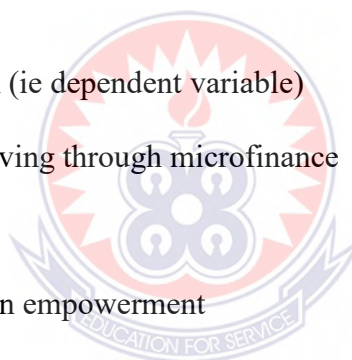 (ie dependent variable)
ving through microfinance
n empowerment
EDUCATION FOR SERVICE